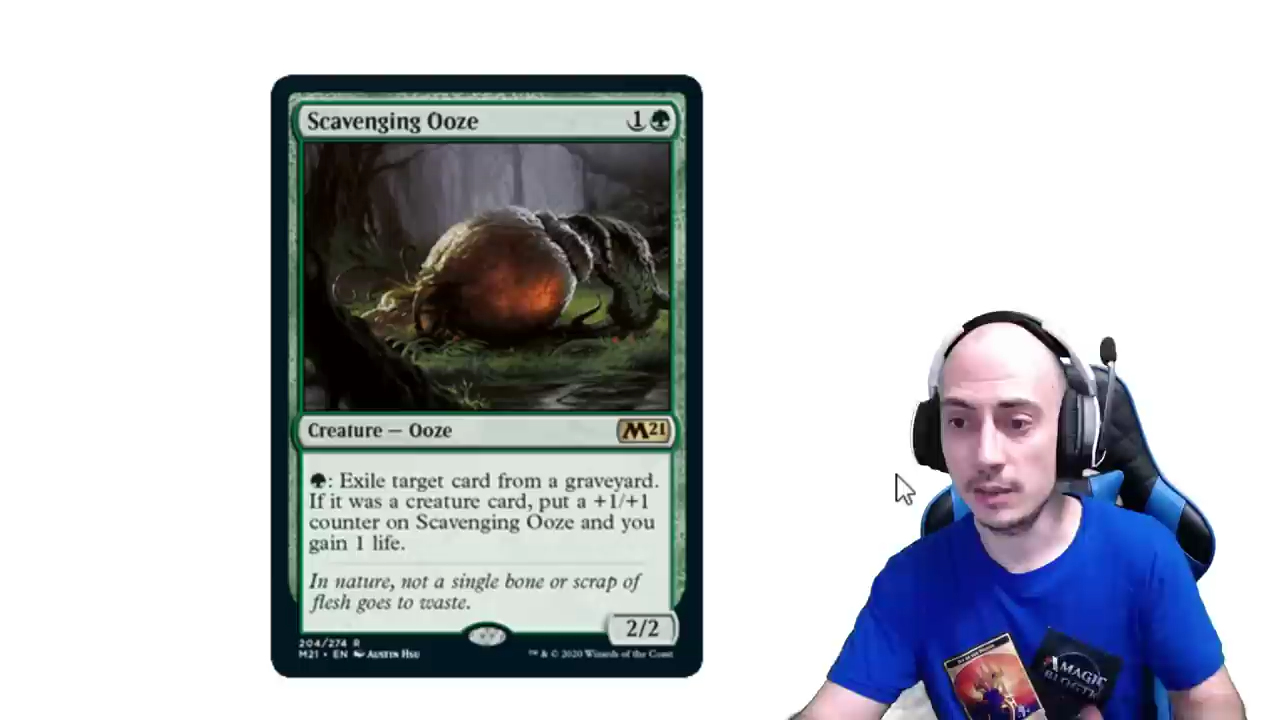 Scavenging Ooze 1
Creature — Ooze
M21
: Exile target card from a graveyard.
If it was a creature card, put a +1/+1
counter on Scavenging Ooze and you
gain 1 life.
In nature, not a single bone or scrap of
flesh goes to waste.
2/2
204/274 R
M21 • EN Austin Hsu
™ & © 2020 Wizards of the Coast
MAGIC